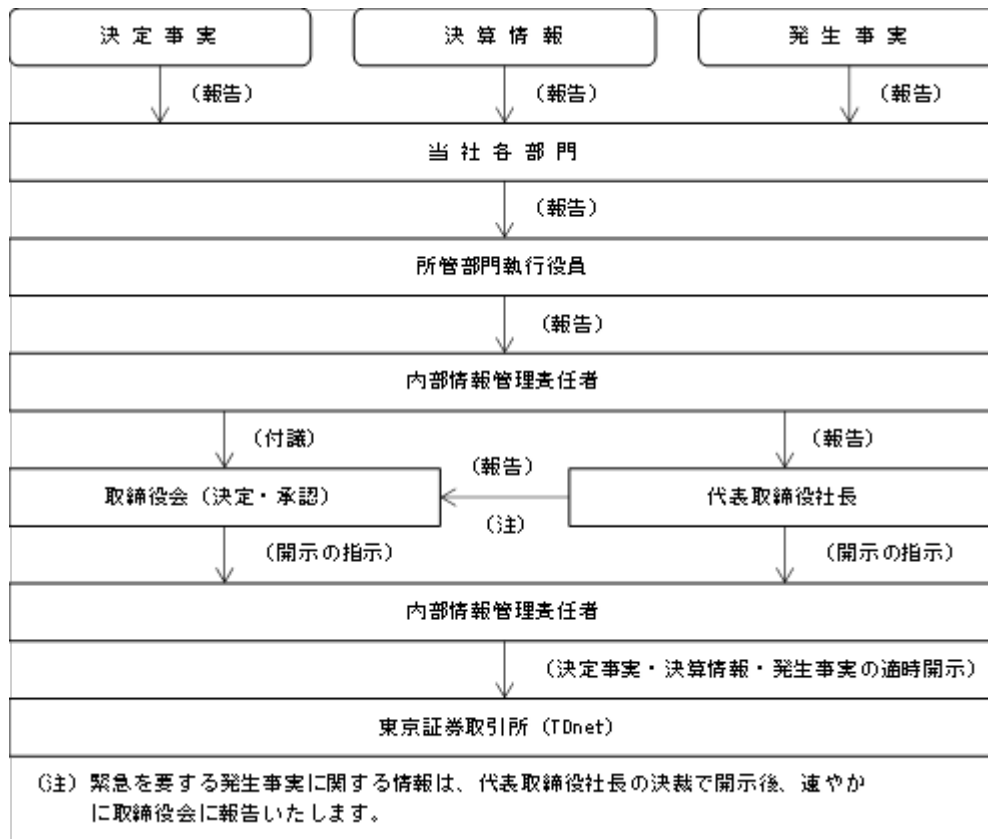 決定事実 決算情報 発生事実
（報告） （報告） （報告）
当社各部門
（報告）
所管部門執行役員
（報告）
内部情報管理責任者
（付議） （報告）
（報告）
取締役会（決定・承認） 代表取締役社長
（注）
（開示の指示） （開示の指示）
内部情報管理責任者
（決定事実・決算情報・発生事実の適時開示）
東京証券取引所（TDnet）
（注）緊急を要する発生事実に関する情報は、代表取締役社長の決裁で開示後、速やか
に取締役会に報告いたします。